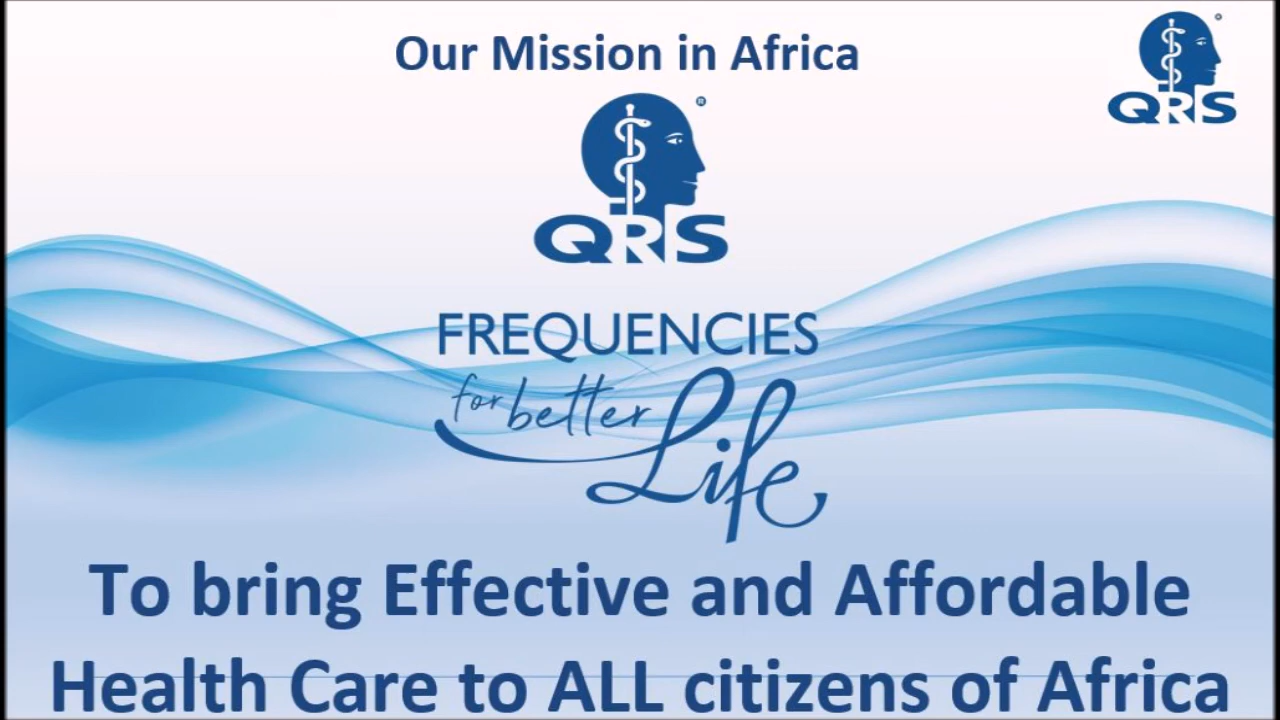 Our Mission in Africa
®
QRS
®
QRS
FREQUENCIES
for better
Life
To bring Effective and Affordable
Health Care to ALL citizens of Africa